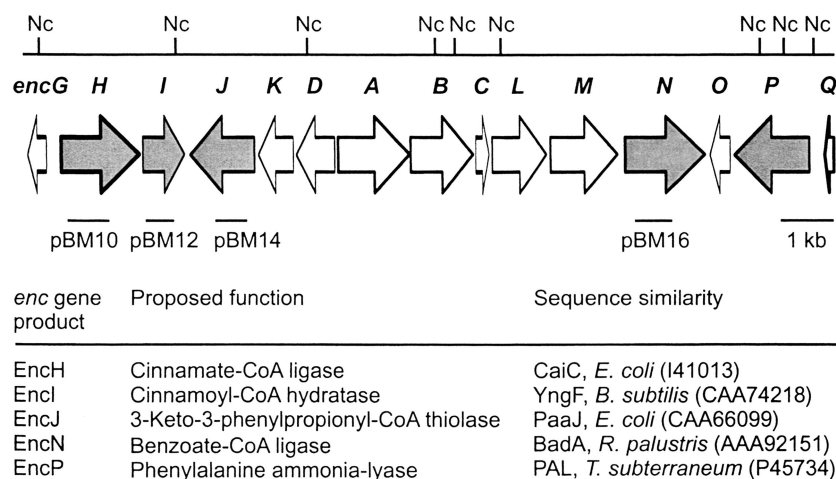 Nc Nc Nc Nc Nc Nc Nc Nc Nc
encG H I J K D A B C L M N O P Q
pBM10 pBM12 pBM14 pBM16 1 kb
enc gene product Proposed function Sequence similarity
EncH Cinnamate-CoA ligase CaiC, E. coli (I41013)
EncI Cinnamoyl-CoA hydratase YngF, B. subtilis (CAA74218)
EncJ 3-Keto-3-phenylpropionyl-CoA thiolase PaaJ, E. coli (CAA66099)
EncN Benzoate-CoA ligase BadA, R. palustris (AAA92151)
EncP Phenylalanine ammonia-lyase PAL, T. subterraneum (P45734)